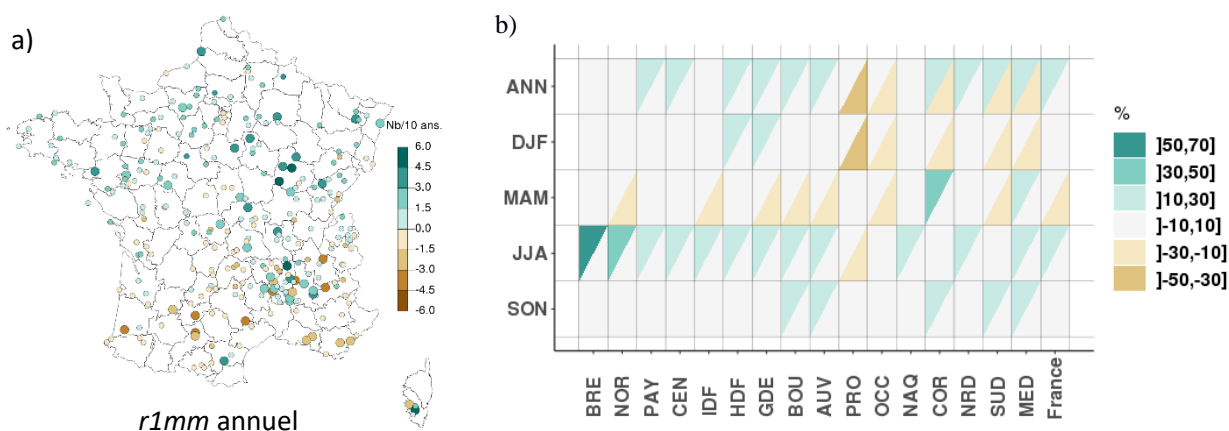 a)
Nb/10 ans.
6.0
4.5
3.0
1.5
0.0
-1.5
-3.0
-4.5
-6.0
r1mm annuel
b)
ANN
DJF
MAM
JJA
SON
BRE
NOR
PAY
CEN
IDF
HDF
GDE
BOU
AUV
PRO
OCC
NAQ
COR
NRD
SUD
MED
France
%
]50,70]
]30,50]
]10,30]
]-10,10]
]-30,-10]
]-50,-30]